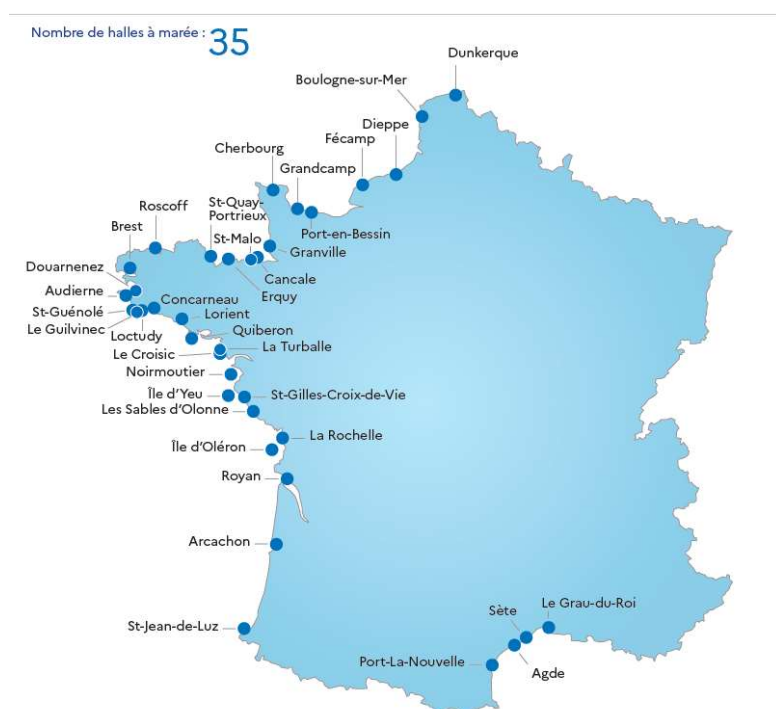 Nombre de halles à marée : 35
Dunkerque
Boulogne-sur-Mer
Dieppe
Fécamp
Cherbourg
Grandcamp
St-Quay-
Portrieux
Roscoff
Port-en-Bessin
Brest
St-Malo
Granville
Douarnenez
Cancale
Audierne
Erquy
Concarneau
St-Guénolé
Lorient
Le Guilvinec
Loctudy
Quiberon
La Turballe
Le Croisic
Noirmoutier
Île d'Yeu
St-Gilles-Croix-de-Vie
Les Sables d'Olonne
La Rochelle
Île d'Oléron
Royan
Arcachon
St-Jean-de-Luz
Le Grau-du-Roi
Sète
Port-La-Nouvelle
Agde